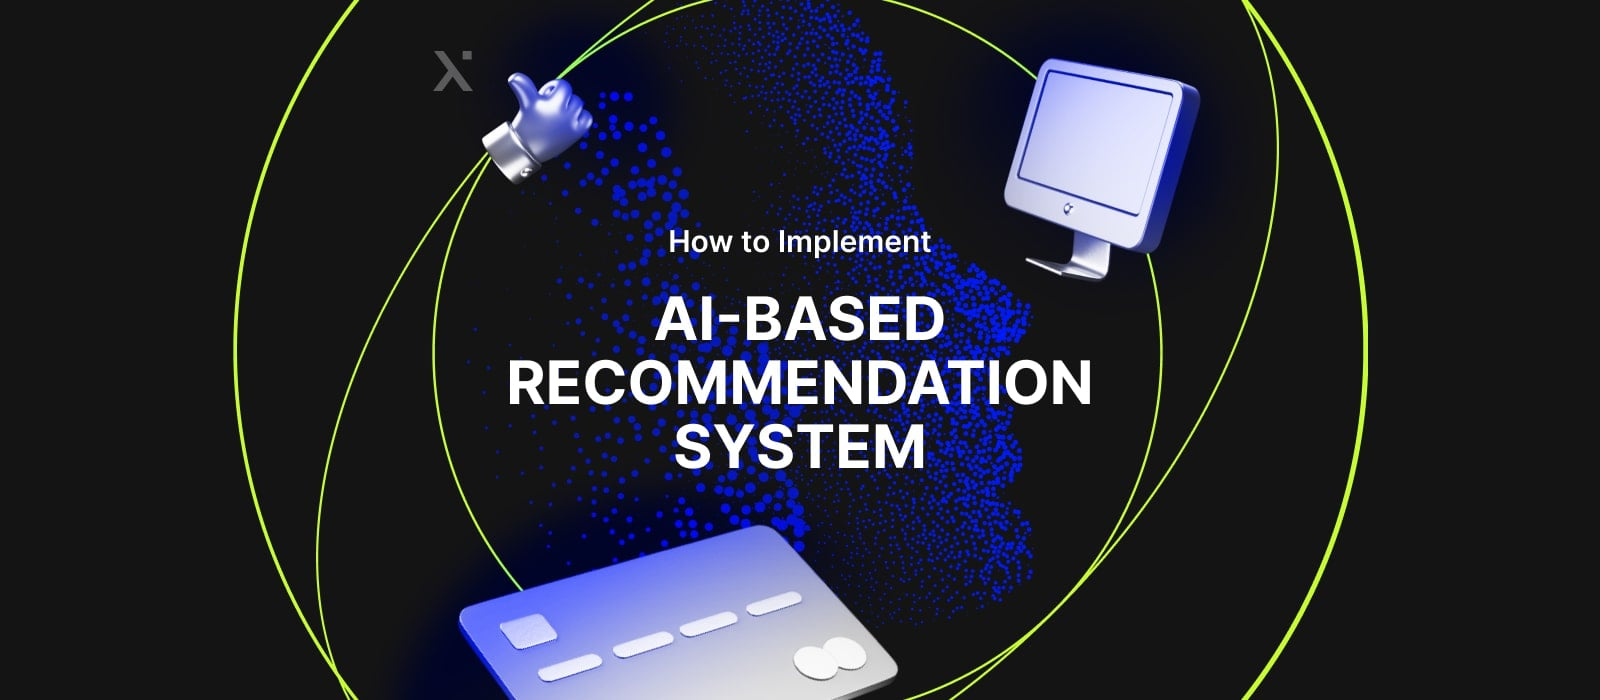 How to Implement
AI-BASED
RECOMMENDATION
SYSTEM